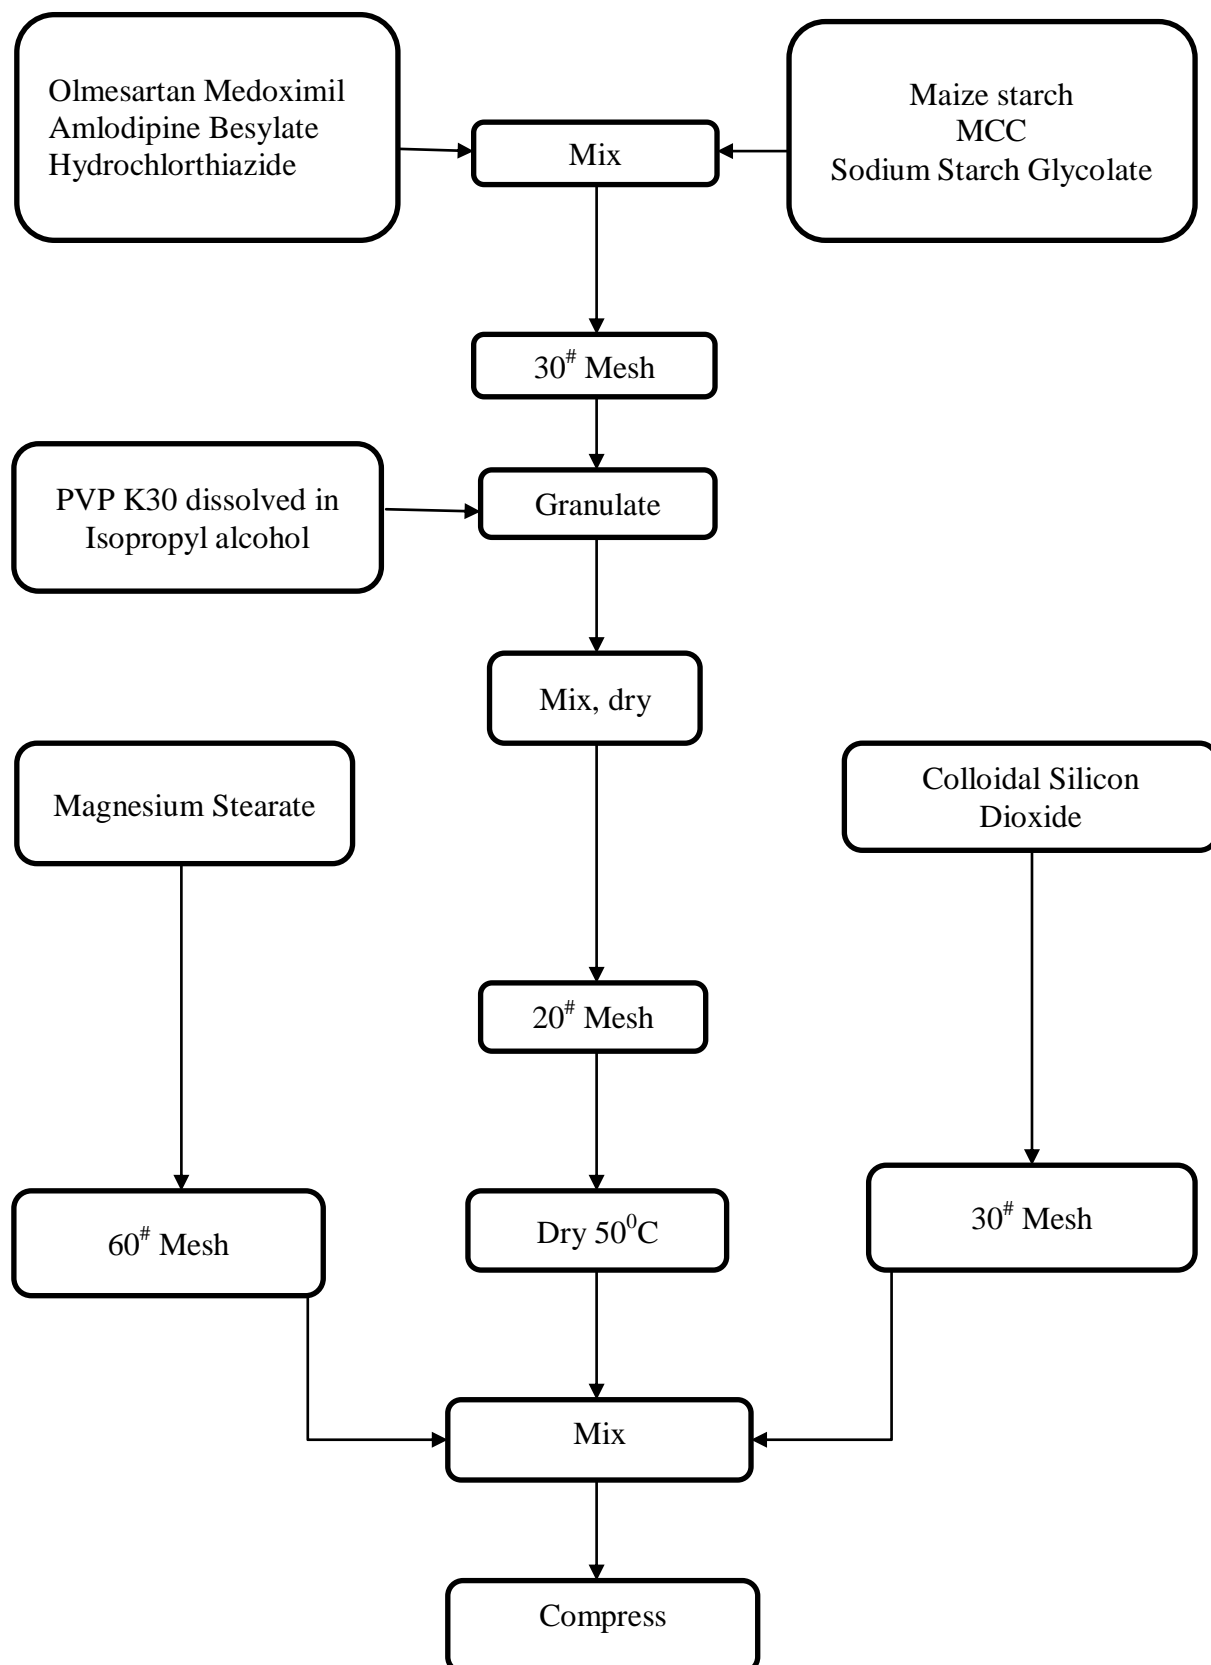 Olmesartan Medoximil
Amlodipine Besylate
Hydrochlorthiazide
Mix
Maize starch
MCC
Sodium Starch Glycolate
30# Mesh
PVP K30 dissolved in
Isopropyl alcohol
Granulate
Mix, dry
Magnesium Stearate
Colloidal Silicon
Dioxide
20# Mesh
60# Mesh
Dry 50⁰C
30# Mesh
Mix
Compress